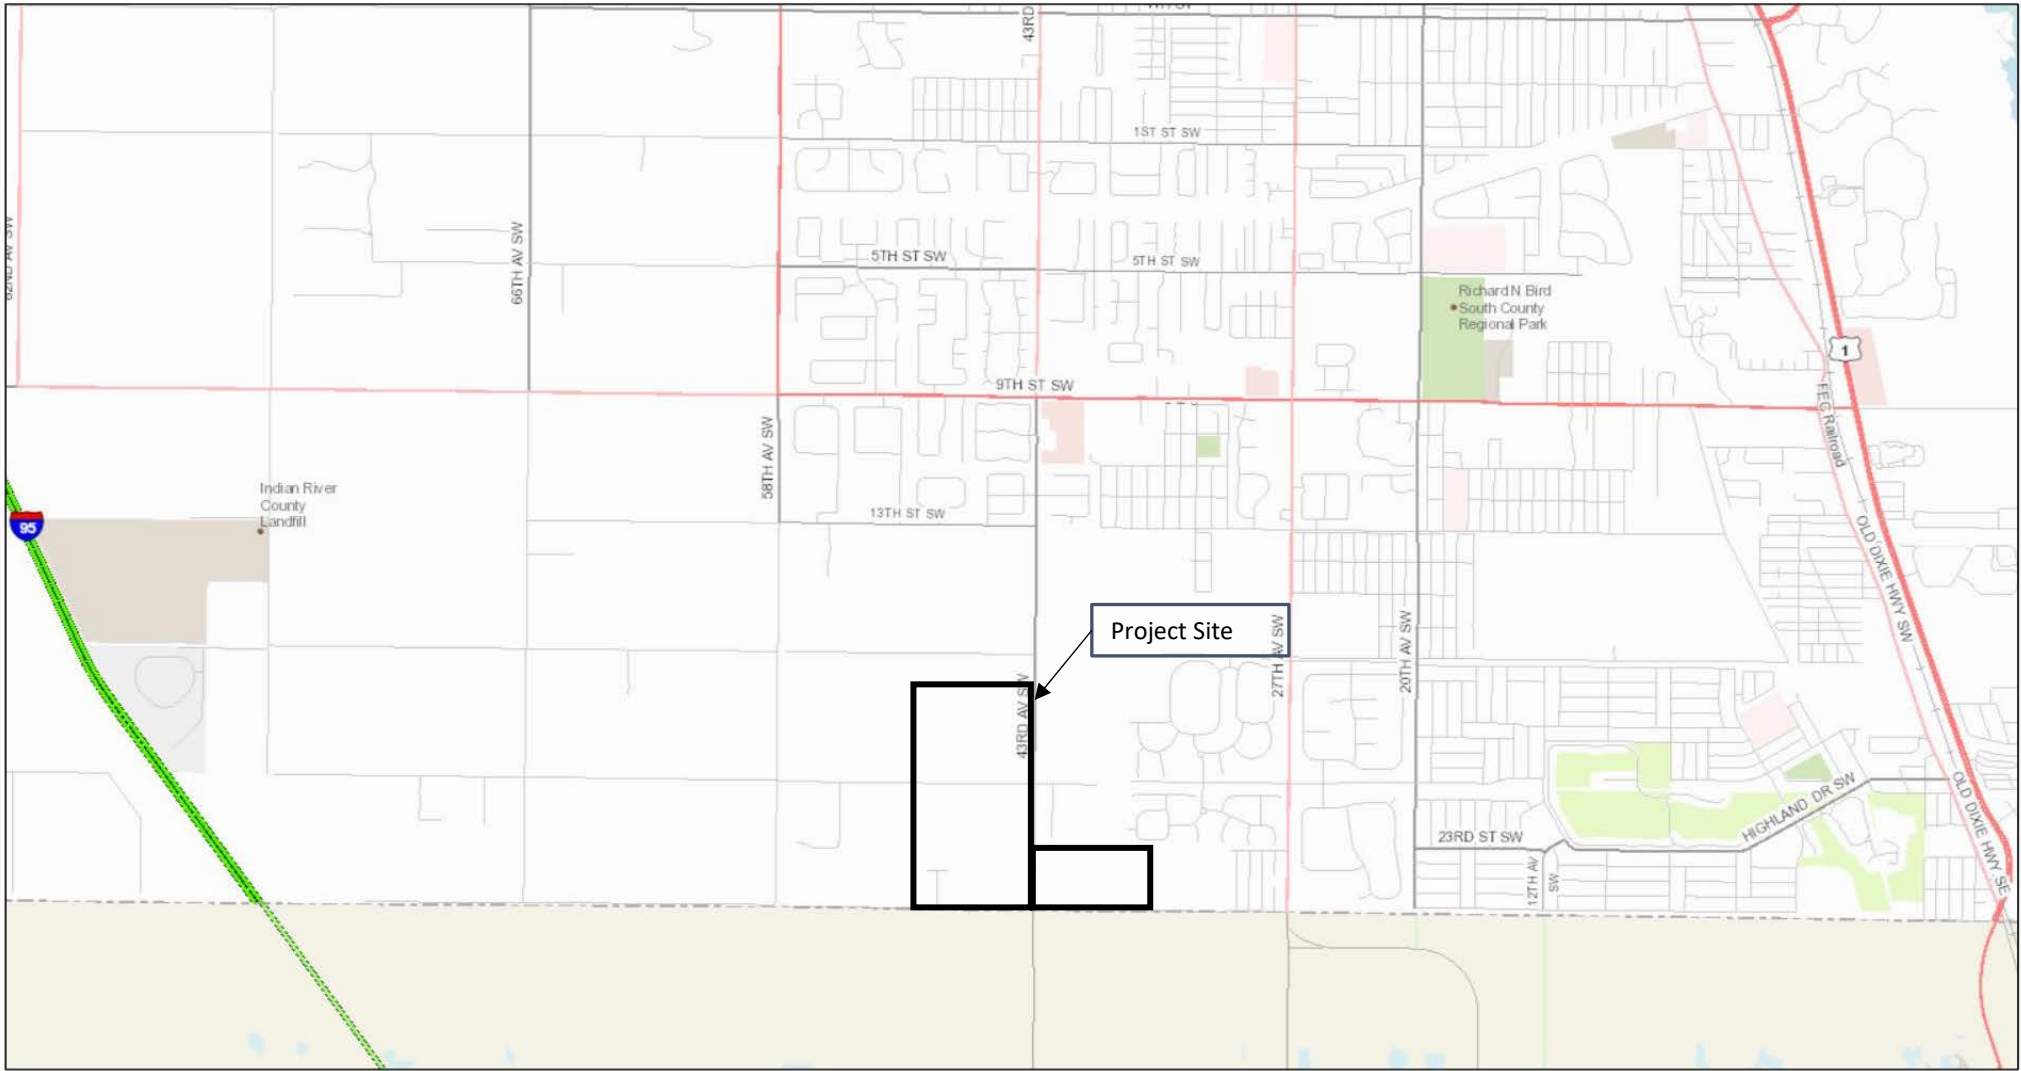 43RD
1ST ST SW
66TH AV SW
5TH ST SW
5TH ST SW
Richard N Bird
South County
Regional Park
1
9TH ST SW
FEC Railroad
58TH AV SW
Indian River
County
Landfill
95
13TH ST SW
OLD DIXIE HWY SW
Project Site
27TH AV SW
20TH AV SW
43RD AV SW
OLD DIXIE HWY SE
HIGHLAND DR SW
23RD ST SW
12TH AV
SW